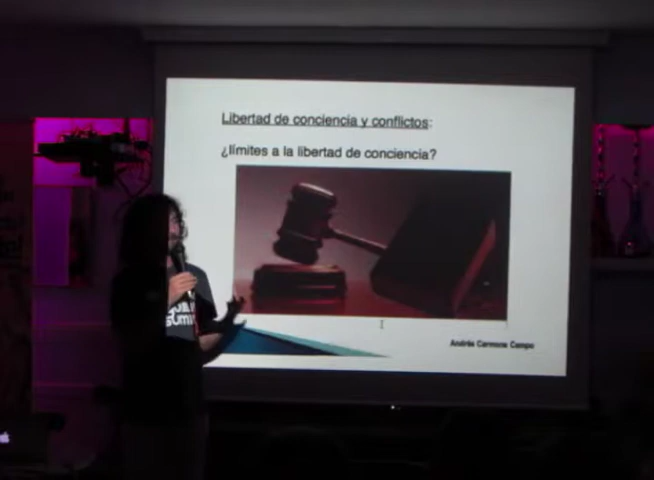 Libertad de conciencia y conflictos:
¿límites a la libertad de conciencia?
Andrés Carmona Campo